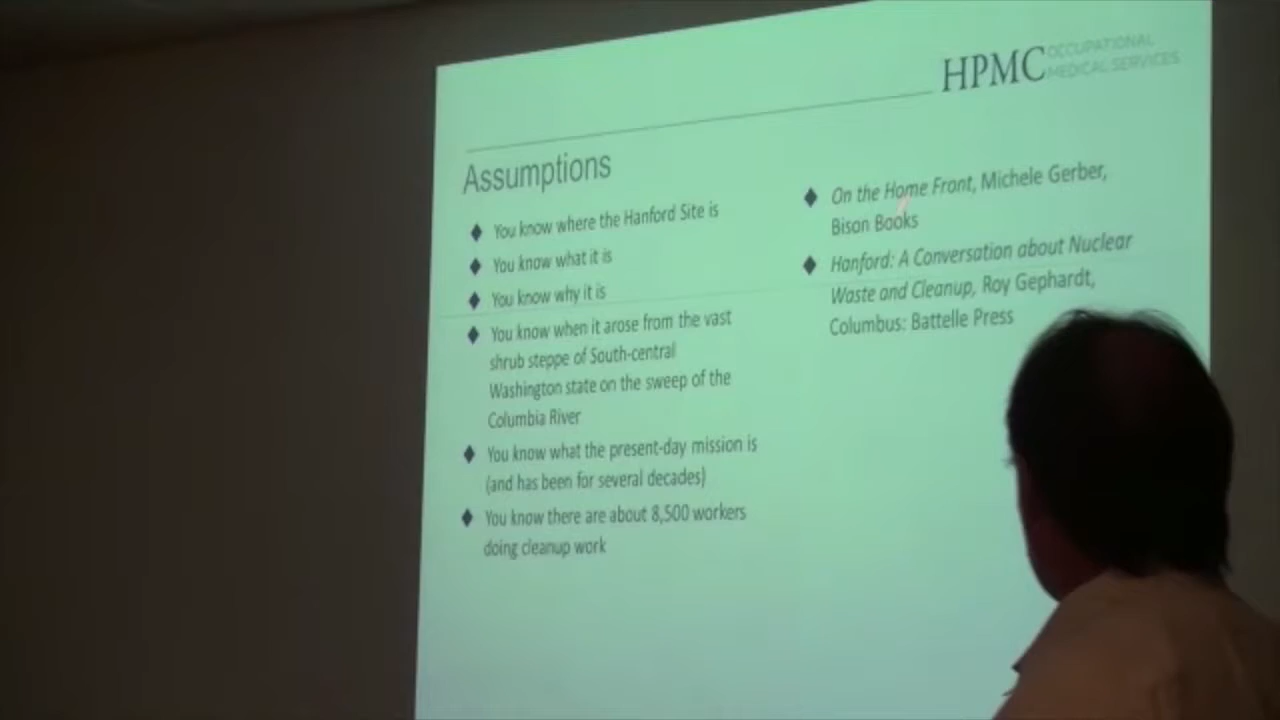 HPMC OCCUPATIONAL
MEDICAL SERVICES
Assumptions
You know where the Hanford Site is
You know what it is
You know why it is
You know when it arose from the vast
shrub steppe of South-central
Washington state on the sweep of the
Columbia River
You know what the present-day mission is
(and has been for several decades)
You know there are about 8,500 workers
doing cleanup work
On the Home Front, Michele Gerber,
Bison Books
Hanford: A Conversation about Nuclear
Waste and Cleanup, Roy Gephardt,
Columbus: Battelle Press